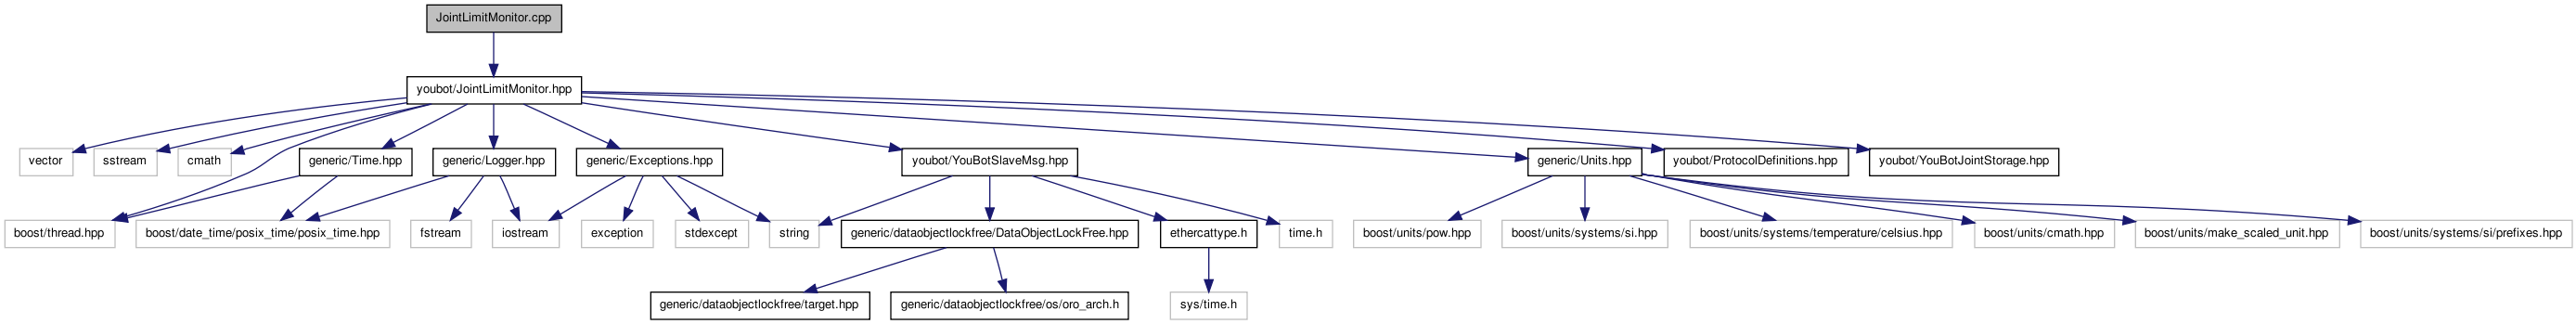 JointLimitMonitor.cpp
youbot/JointLimitMonitor.hpp
vector
sstream
cmath
generic/Time.hpp
generic/Logger.hpp
generic/Exceptions.hpp
youbot/YouBotSlaveMsg.hpp
generic/Units.hpp
youbot/ProtocolDefinitions.hpp
youbot/YouBotJointStorage.hpp
boost/thread.hpp
boost/date_time/posix_time/posix_time.hpp
fstream
iostream
exception
stdexcept
string
generic/dataobjectlockfree/DataObjectLockFree.hpp
ethercattype.h
time.h
boost/units/pow.hpp
boost/units/systems/si.hpp
boost/units/systems/temperature/celsius.hpp
boost/units/cmath.hpp
boost/units/make_scaled_unit.hpp
boost/units/systems/si/prefixes.hpp
generic/dataobjectlockfree/target.hpp
generic/dataobjectlockfree/os/oro_arch.h
sys/time.h